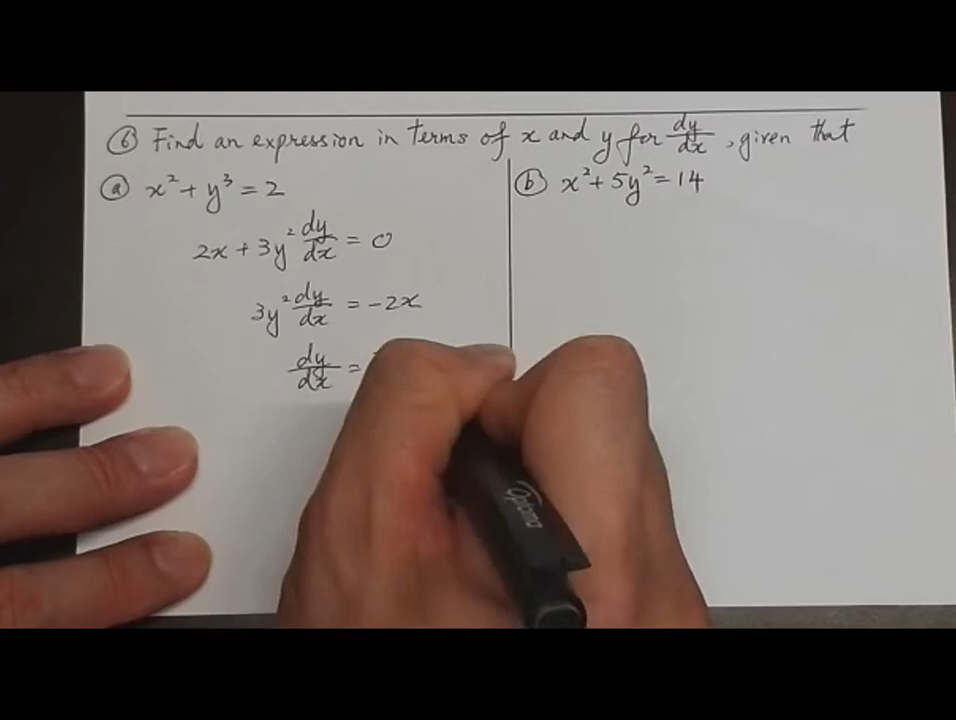 ⑥ Find an expression in terms of x and y for dy/dx, given that
ⓐ x² + y³ = 2
2x + 3y² dy/dx = 0
3y² dy/dx = -2x
dy/dx =
ⓑ x² + 5y² = 14
Optoma